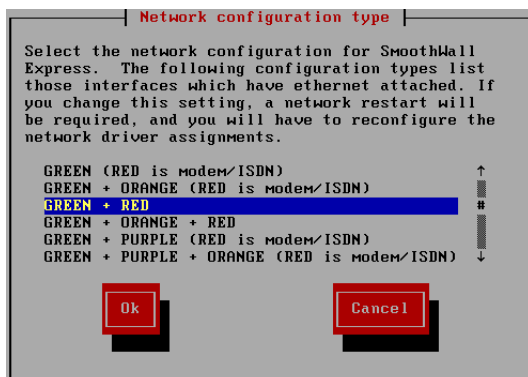 Network configuration type
Select the network configuration for SmoothWall
Express. The following configuration types list
those interfaces which have ethernet attached. If
you change this setting, a network restart will
be required, and you will have to reconfigure the
network driver assignments.
GREEN (RED is modem/ISDN)
GREEN + ORANGE (RED is modem/ISDN)
GREEN + RED
GREEN + ORANGE + RED
GREEN + PURPLE (RED is modem/ISDN)
GREEN + PURPLE + ORANGE (RED is modem/ISDN)
Ok Cancel